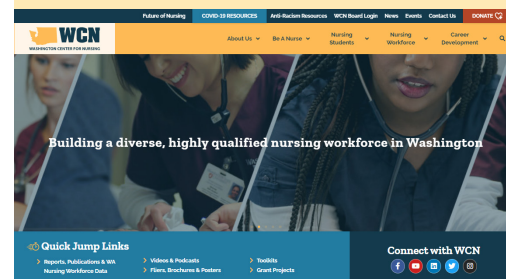 Future of Nursing COVID-19 RESOURCES Anti-Racism Resources WCN Board Login News Events Contact Us DONATE
WCN
WASHINGTON CENTER FOR NURSING
About Us Be A Nurse Nursing Students Nursing Workforce Career Development
Building a diverse, highly qualified nursing workforce in Washington
Quick Jump Links
Reports, Publications & WA
Nursing Workforce Data
Videos & Podcasts
Fliers, Brochures & Posters
Toolkits
Grant Projects
Connect with WCN